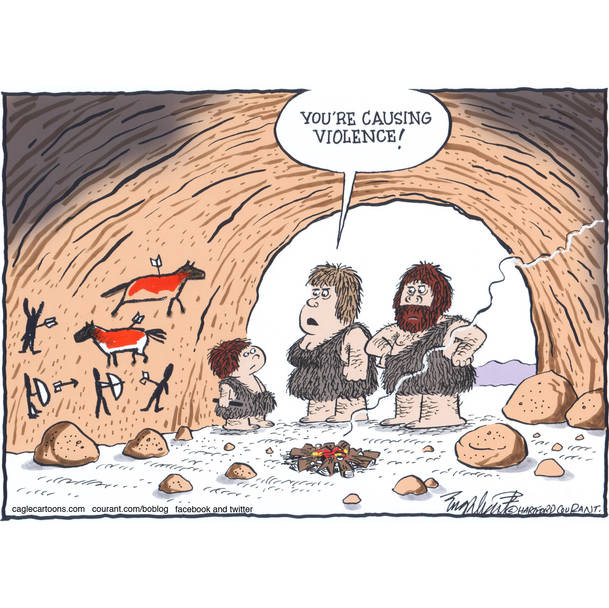 YOU'RE CAUSING
VIOLENCE!
caglecartoons.com courant.com/boblog facebook and twitter
© HARTFORD COURANT.